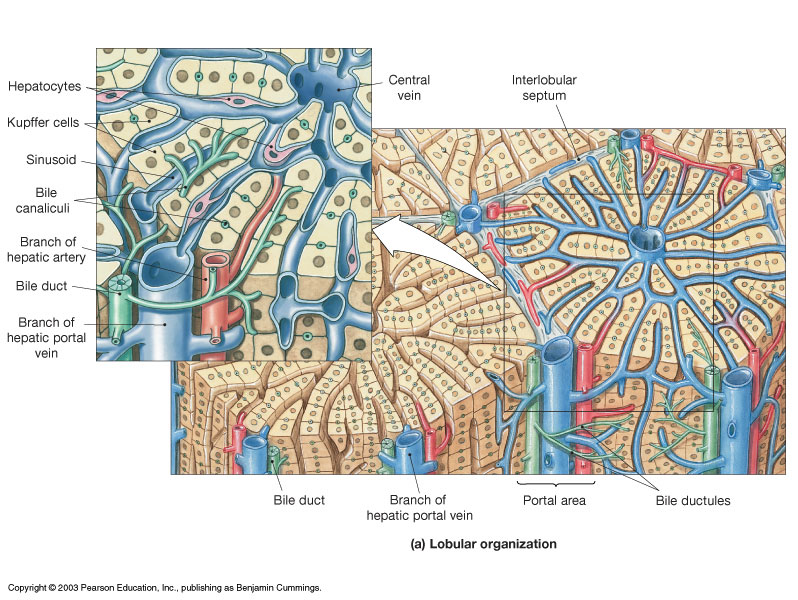 Hepatocytes
Kupffer cells
Sinusoid
Bile
canaliculi
Branch of
hepatic artery
Bile duct
Branch of
hepatic portal
vein
Central
vein
Interlobular
septum
Bile duct
Branch of
hepatic portal vein
Portal area
Bile ductules
(a) Lobular organization
Copyright © 2003 Pearson Education, Inc., publishing as Benjamin Cummings.